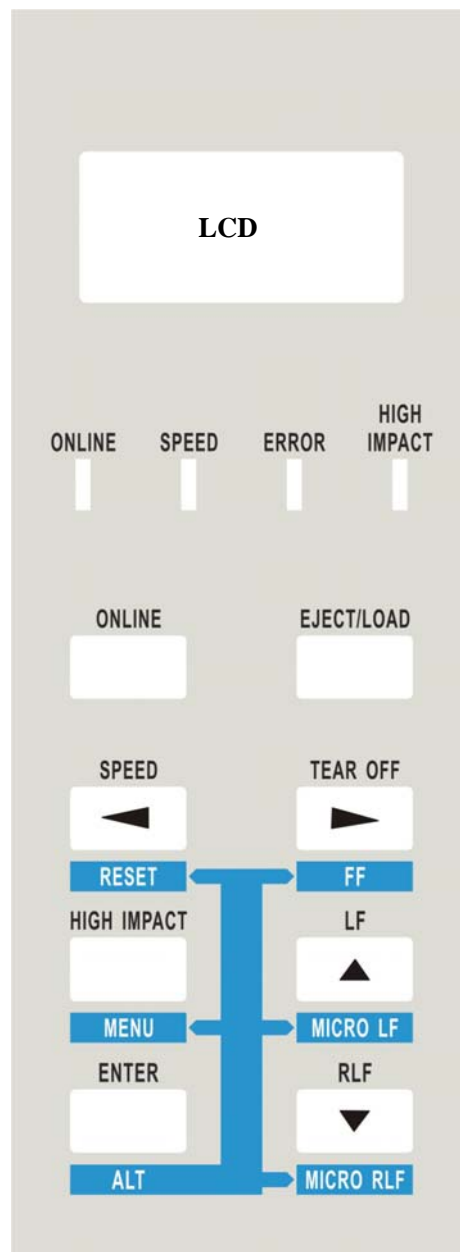 LCD
HIGH
ONLINE SPEED ERROR IMPACT
ONLINE EJECT/LOAD
SPEED TEAR OFF
RESET FF
HIGH IMPACT LF
MENU MICRO LF
ENTER RLF
ALT MICRO RLF